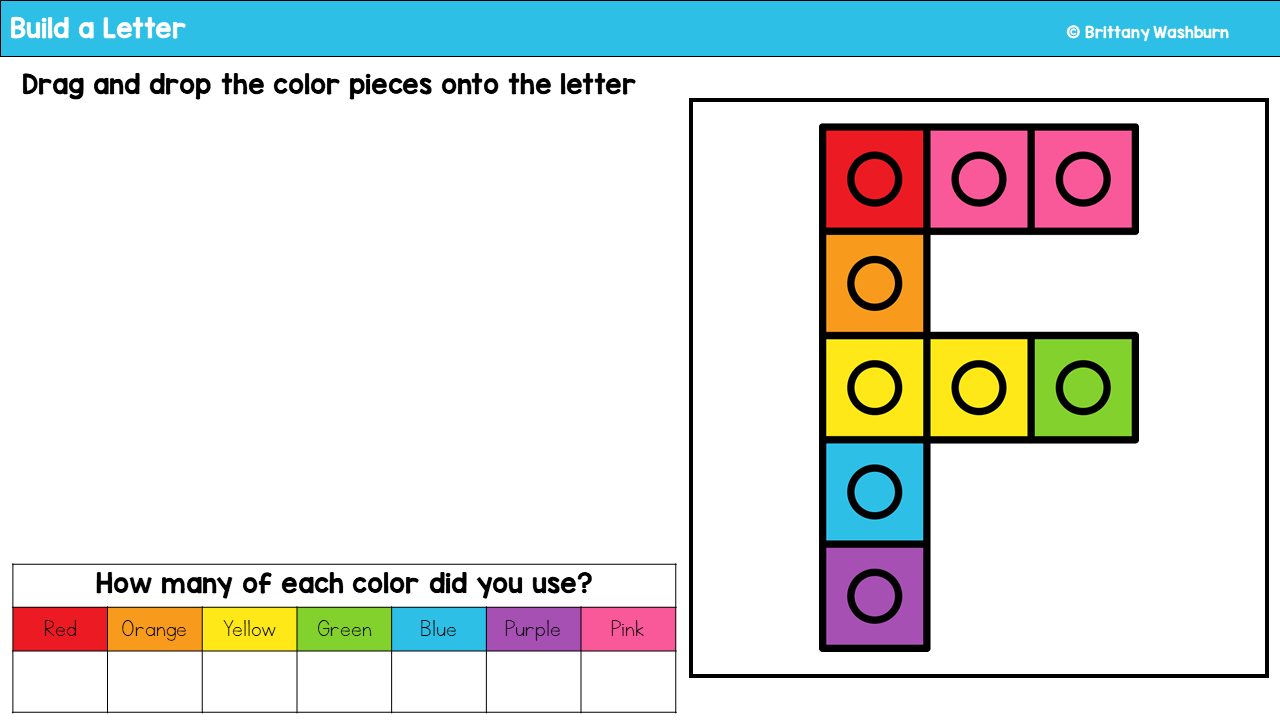 Build a Letter
© Brittany Washburn
Drag and drop the color pieces onto the letter
How many of each color did you use?
Red Orange Yellow Green Blue Purple Pink